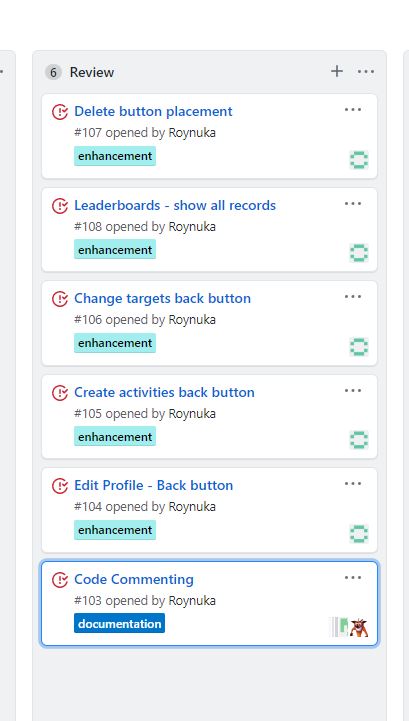 6 Review
Delete button placement
#107 opened by Roynuka
enhancement
Leaderboards - show all records
#108 opened by Roynuka
enhancement
Change targets back button
#106 opened by Roynuka
enhancement
Create activities back button
#105 opened by Roynuka
enhancement
Edit Profile - Back button
#104 opened by Roynuka
enhancement
Code Commenting
#103 opened by Roynuka
documentation